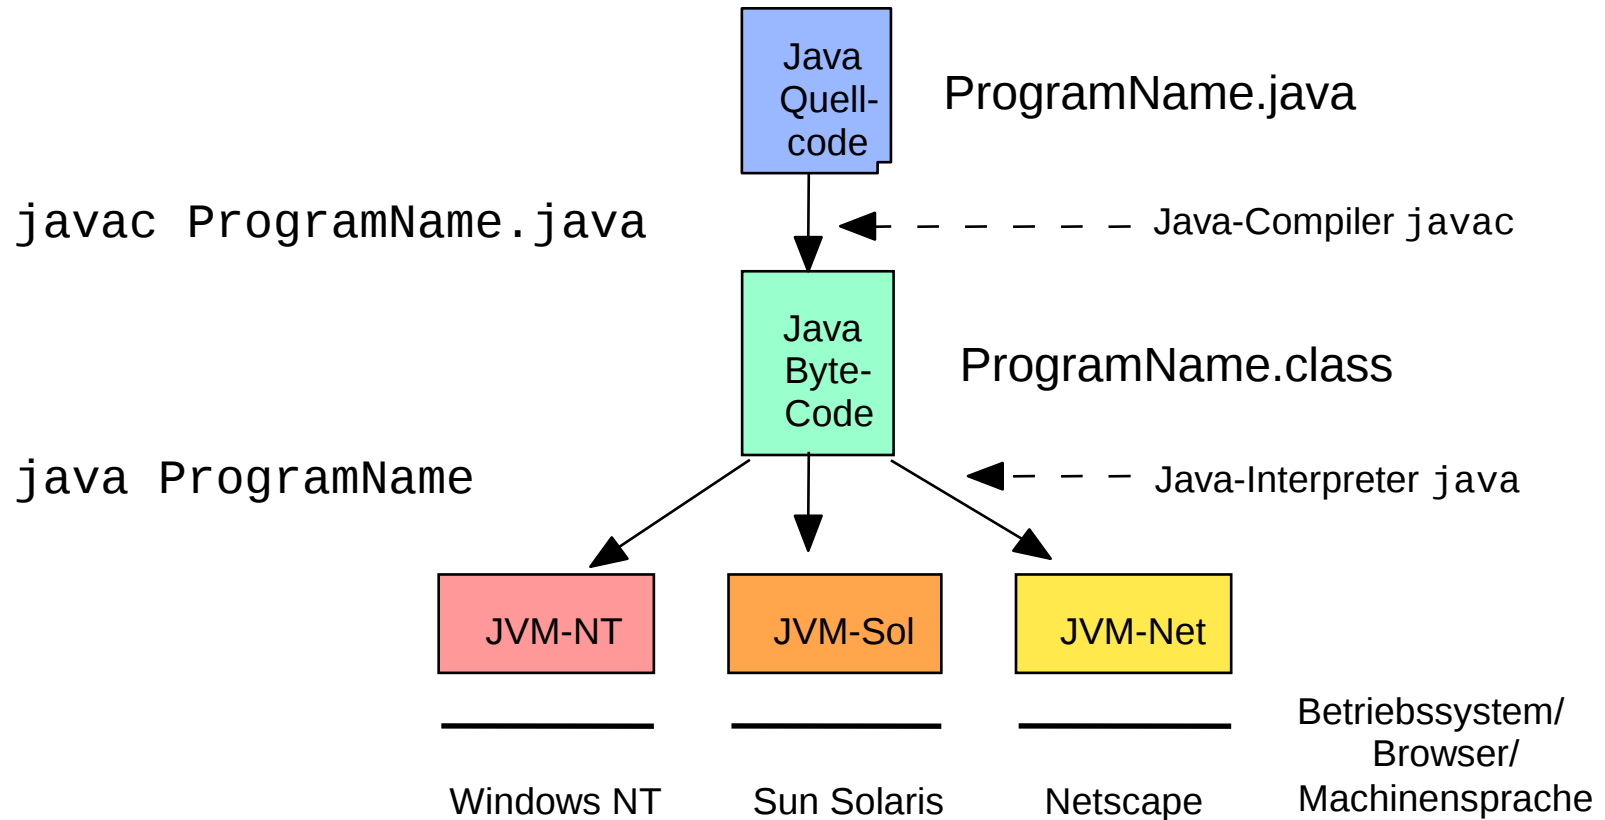 Java
Quell-
code
ProgramName.java
javac ProgramName.java
Java-Compiler javac
Java
Byte-
Code
ProgramName.class
java ProgramName
Java-Interpreter java
JVM-NT
JVM-Sol
JVM-Net
Betriebssystem/
Browser/
Machinensprache
Windows NT
Sun Solaris
Netscape